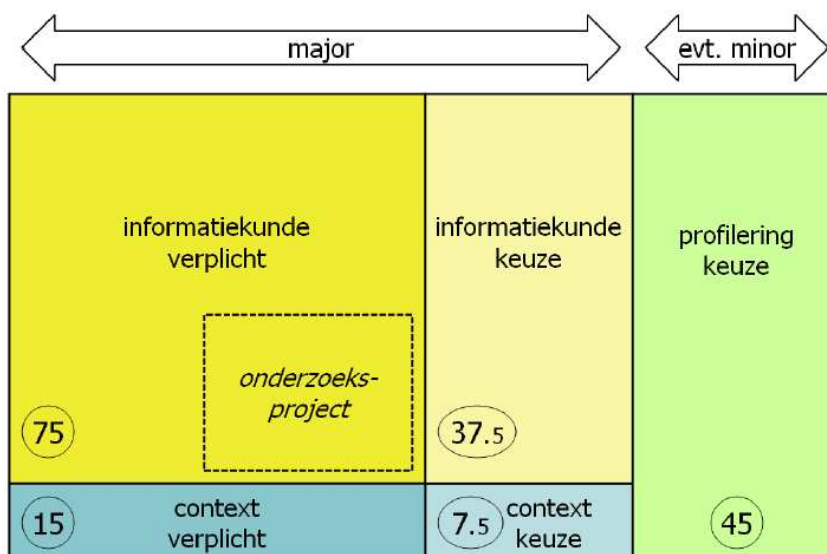 major
evt. minor
informatiekunde
verplicht
informatiekunde
keuze
profilering
keuze
onderzoeks-
project
75
37.5
15
context
verplicht
7.5
context
keuze
45